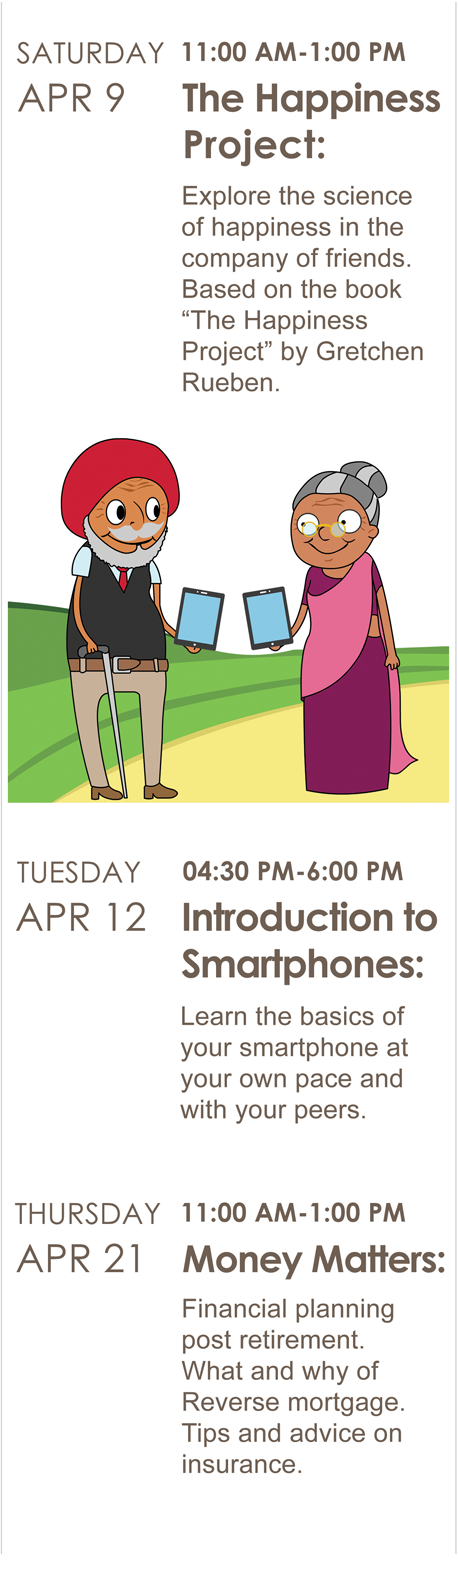 SATURDAY 11:00 AM-1:00 PM
APR 9 The Happiness
Project:
Explore the science
of happiness in the
company of friends.
Based on the book
“The Happiness
Project” by Gretchen
Rueben.
TUESDAY 04:30 PM-6:00 PM
APR 12 Introduction to
Smartphones:
Learn the basics of
your smartphone at
your own pace and
with your peers.
THURSDAY 11:00 AM-1:00 PM
APR 21 Money Matters:
Financial planning
post retirement.
What and why of
Reverse mortgage.
Tips and advice on
insurance.